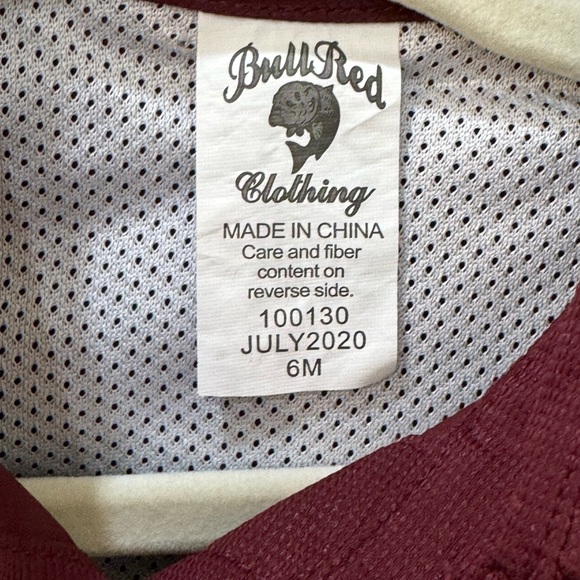 BullRed
Clothing
MADE IN CHINA
Care and fiber
content on
reverse side.
100130
JULY2020
6M